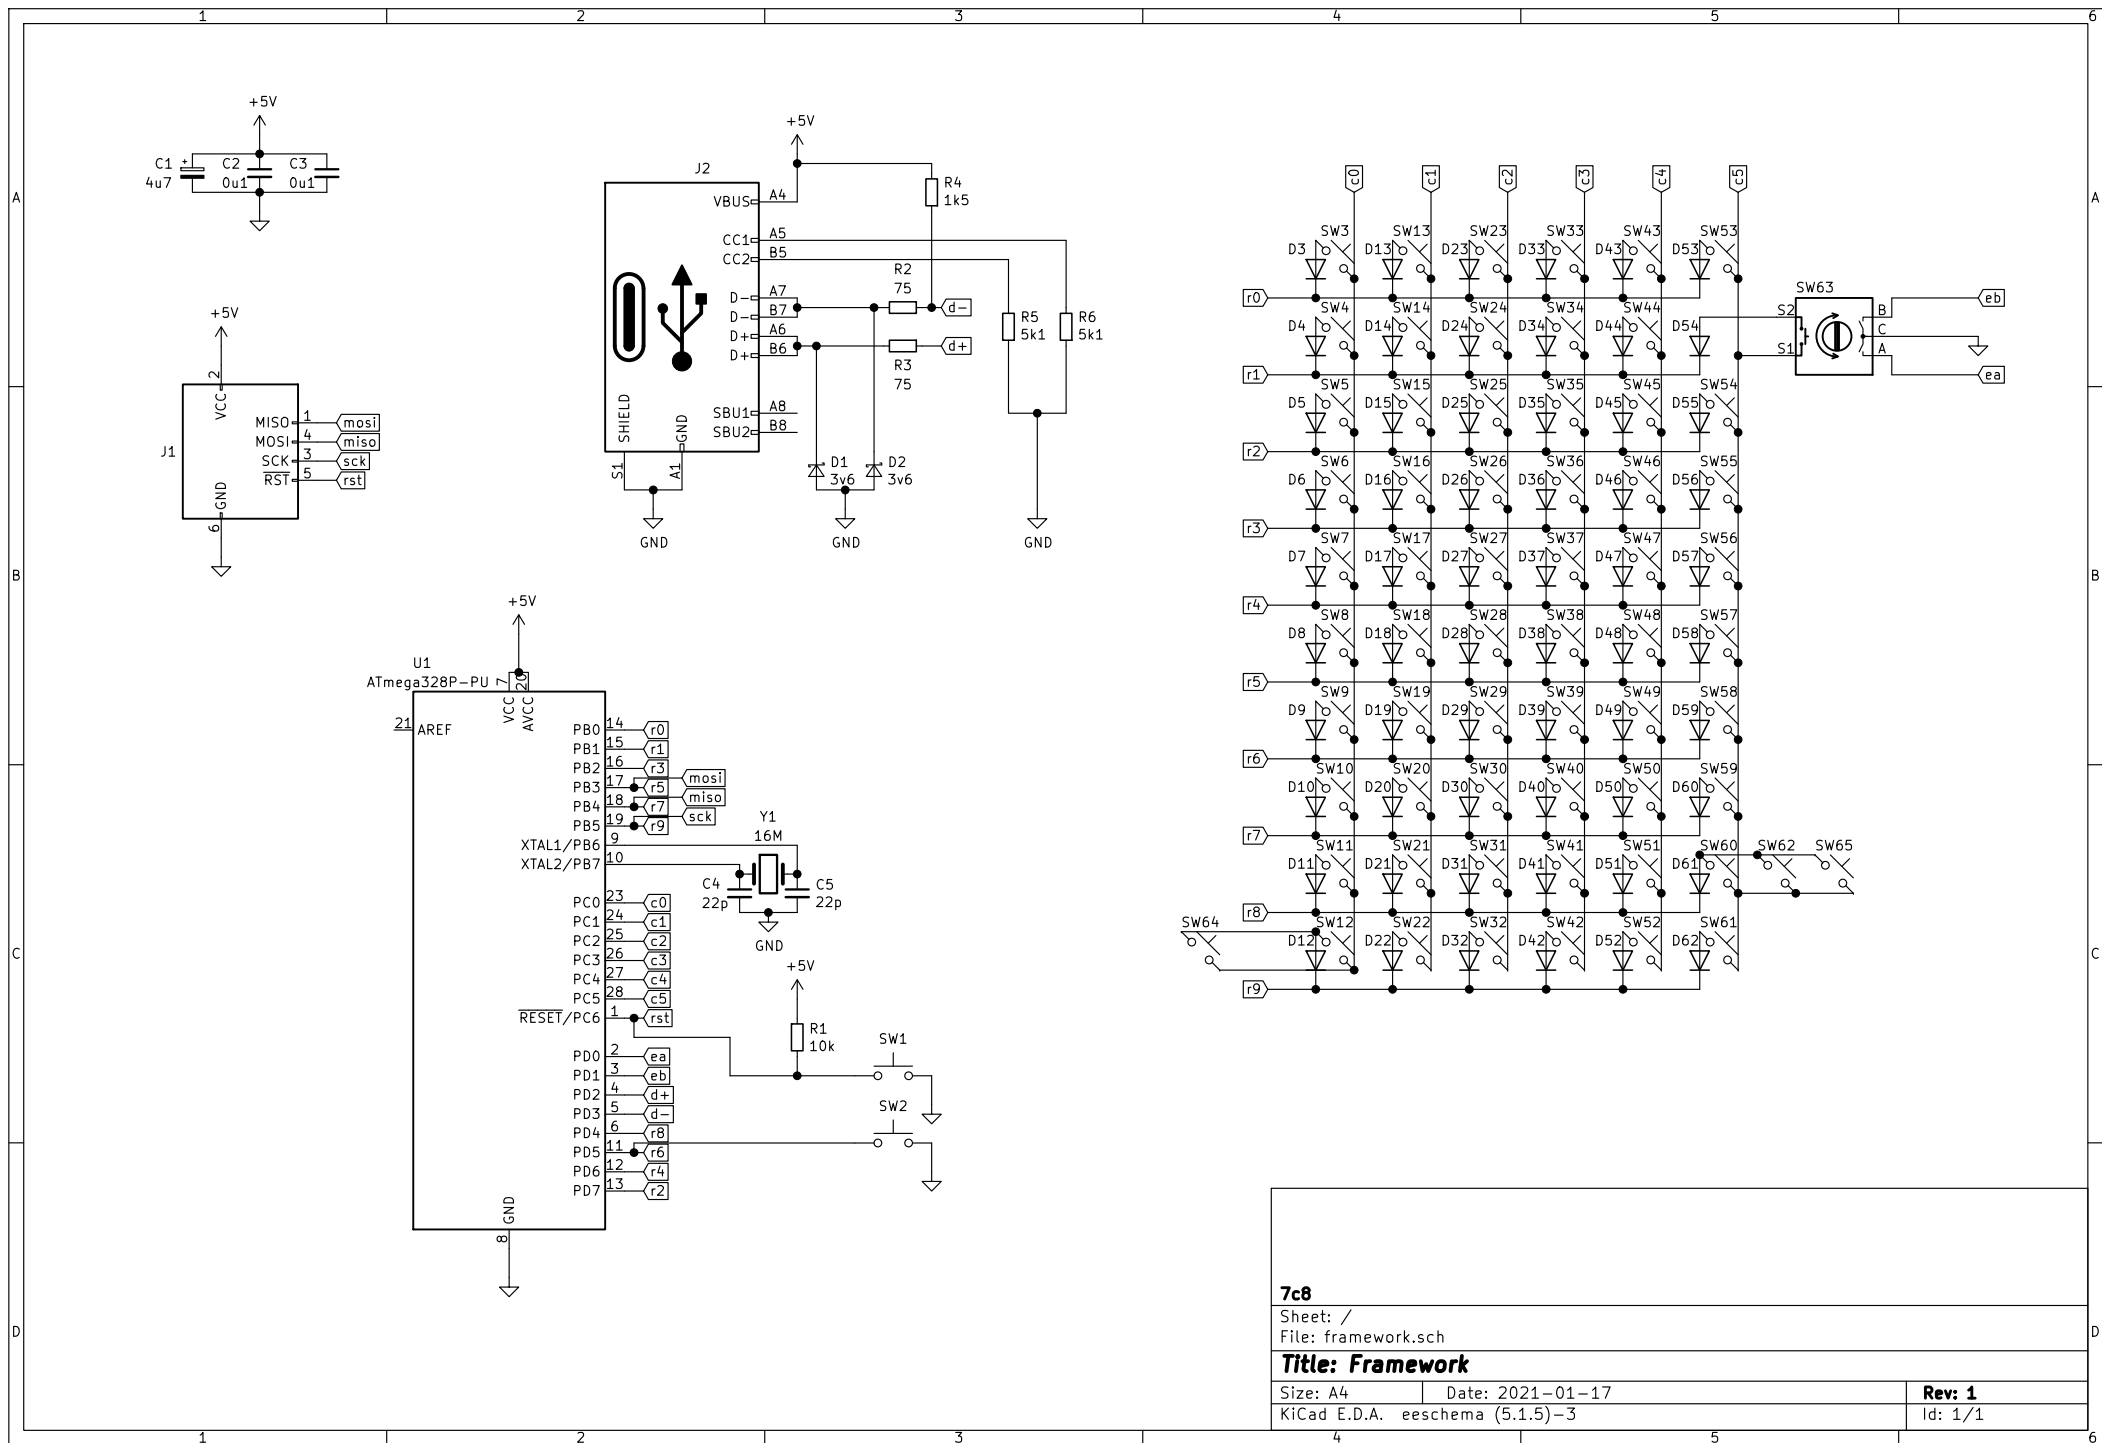 1 2 3 4 5 6
A
B
C
D
+5V
C1 + C2 C3
4u7 0u1 0u1
+5V
2
VCC
J1
MISO 1 mosi
MOSI 4 miso
SCK 3 sck
RST 5 rst
GND
6
J2
+5V
VBUS A4
R4
1k5
CC1 A5
CC2 B5
R2
75
D- A7
D- B7
d-
D+ A6
D+ B6
d+
R3
75
R5
5k1
R6
5k1
SBU1 A8
SBU2 B8
SHIELD
GND
S1
A1
D1
3v6
D2
3v6
GND
GND
GND
+5V
U1
ATmega328P-PU
7
20
VCC
AVCC
21 AREF
PB0 14 r0
PB1 15 r1
PB2 16 r3
PB3 17 r5 mosi
PB4 18 r7 miso
PB5 19 r9 sck
XTAL1/PB6 9
XTAL2/PB7 10
Y1
16M
C4
22p
C5
22p
GND
PC0 23 c0
PC1 24 c1
PC2 25 c2
PC3 26 c3
PC4 27 c4
PC5 28 c5
RESET/PC6 1 rst
+5V
R1
10k
SW1
PD0 2 ea
PD1 3 eb
PD2 4 d+
PD3 5 d-
PD4 6 r8
PD5 11 r6
PD6 12 r4
PD7 13 r2
SW2
GND
8
c0 c1 c2 c3 c4 c5
SW3 SW13 SW23 SW33 SW43 SW53
D3 D13 D23 D33 D43 D53
r0
SW4 SW14 SW24 SW34 SW44
D4 D14 D24 D34 D44 D54
r1
SW63
S2 B eb
C
S1 A
ea
SW5 SW15 SW25 SW35 SW45 SW54
D5 D15 D25 D35 D45 D55
r2
SW6 SW16 SW26 SW36 SW46 SW55
D6 D16 D26 D36 D46 D56
r3
SW7 SW17 SW27 SW37 SW47 SW56
D7 D17 D27 D37 D47 D57
r4
SW8 SW18 SW28 SW38 SW48 SW57
D8 D18 D28 D38 D48 D58
r5
SW9 SW19 SW29 SW39 SW49 SW58
D9 D19 D29 D39 D49 D59
r6
SW10 SW20 SW30 SW40 SW50 SW59
D10 D20 D30 D40 D50 D60
r7
SW11 SW21 SW31 SW41 SW51 SW60 SW62 SW65
D11 D21 D31 D41 D51 D61
r8
SW64 SW12 SW22 SW32 SW42 SW52 SW61
D12 D22 D32 D42 D52 D62
r9
7c8
Sheet: /
File: framework.sch
Title: Framework
Size: A4 Date: 2021-01-17 Rev: 1
KiCad E.D.A. eeschema (5.1.5)-3 Id: 1/1
A
B
C
D
1 2 3 4 5 6